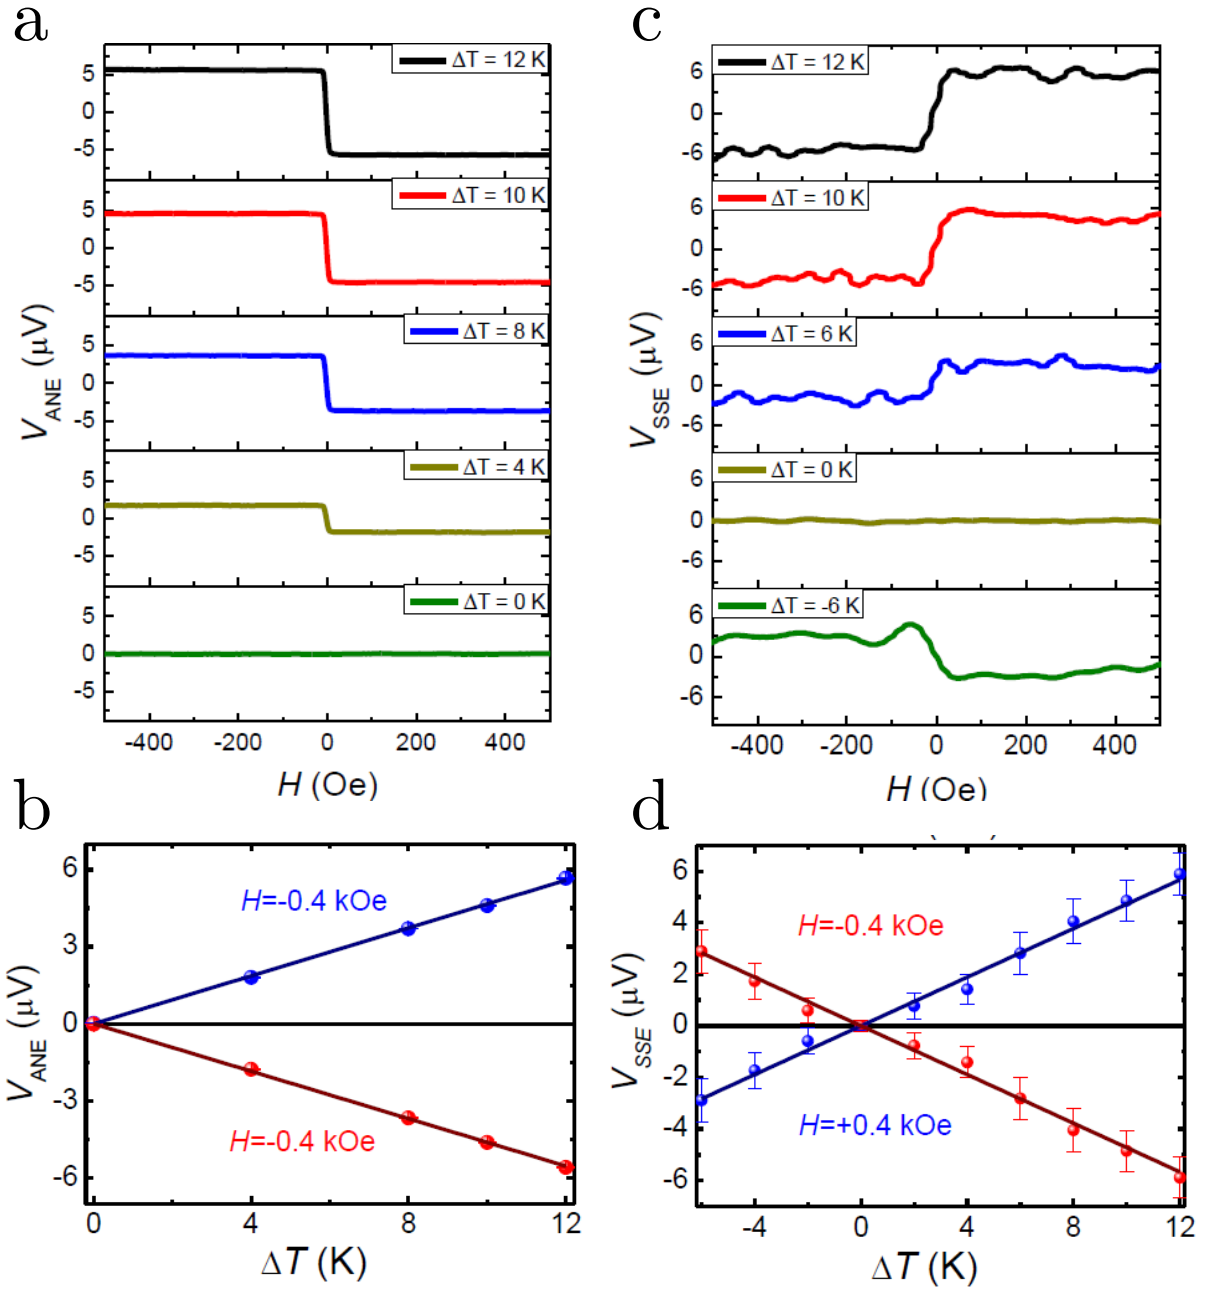 a
ΔT = 12 K
5
0
-5
ΔT = 10 K
5
0
-5
ΔT = 8 K
5
0
-5
ΔT = 4 K
5
0
-5
ΔT = 0 K
5
0
-5
V_ANE (μV)
-400 -200 0 200 400
H (Oe)
c
ΔT = 12 K
6
0
-6
ΔT = 10 K
6
0
-6
ΔT = 6 K
6
0
-6
ΔT = 0 K
6
0
-6
ΔT = -6 K
6
0
-6
V_SSE (μV)
-400 -200 0 200 400
H (Oe)
b
6
3
0
-3
-6
H=-0.4 kOe
H=-0.4 kOe
V_ANE (μV)
0 4 8 12
ΔT (K)
d
6
4
2
0
-2
-4
-6
H=-0.4 kOe
H=+0.4 kOe
V_SSE (μV)
-4 0 4 8 12
ΔT (K)